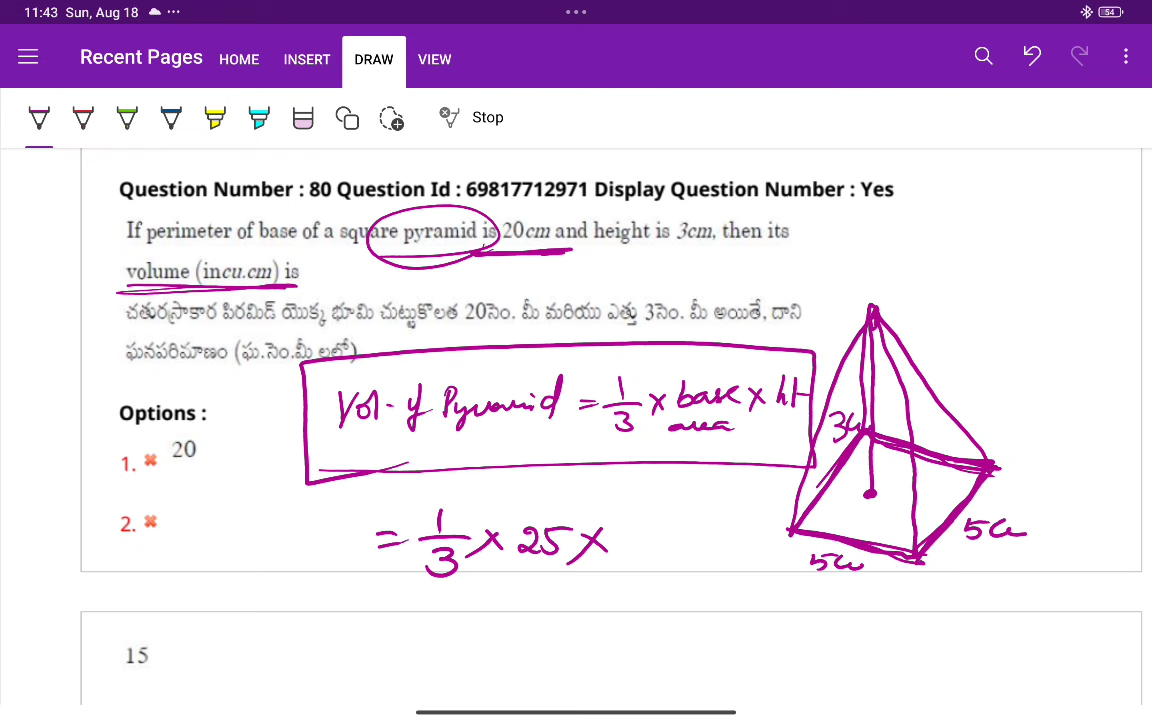 11:43 Sun, Aug 18
54
Recent Pages HOME INSERT DRAW VIEW
Stop
Question Number : 80 Question Id : 69817712971 Display Question Number : Yes
If perimeter of base of a square pyramid is 20cm and height is 3cm, then its
volume (incu.cm) is
చతురస్రాకార పిరమిడ్ యొక్క భూమి చుట్టుకొలత 20సెం. మీ మరియు ఎత్తు 3సెం. మీ అయితే, దాని
ఘనపరిమాణం (ఘ.సెం.మీ లలో)
Vol. of Pyramid = 1/3 × base area × ht
Options :
1. 20
2.
= 1/3 × 25 ×
5cm
5cm
15